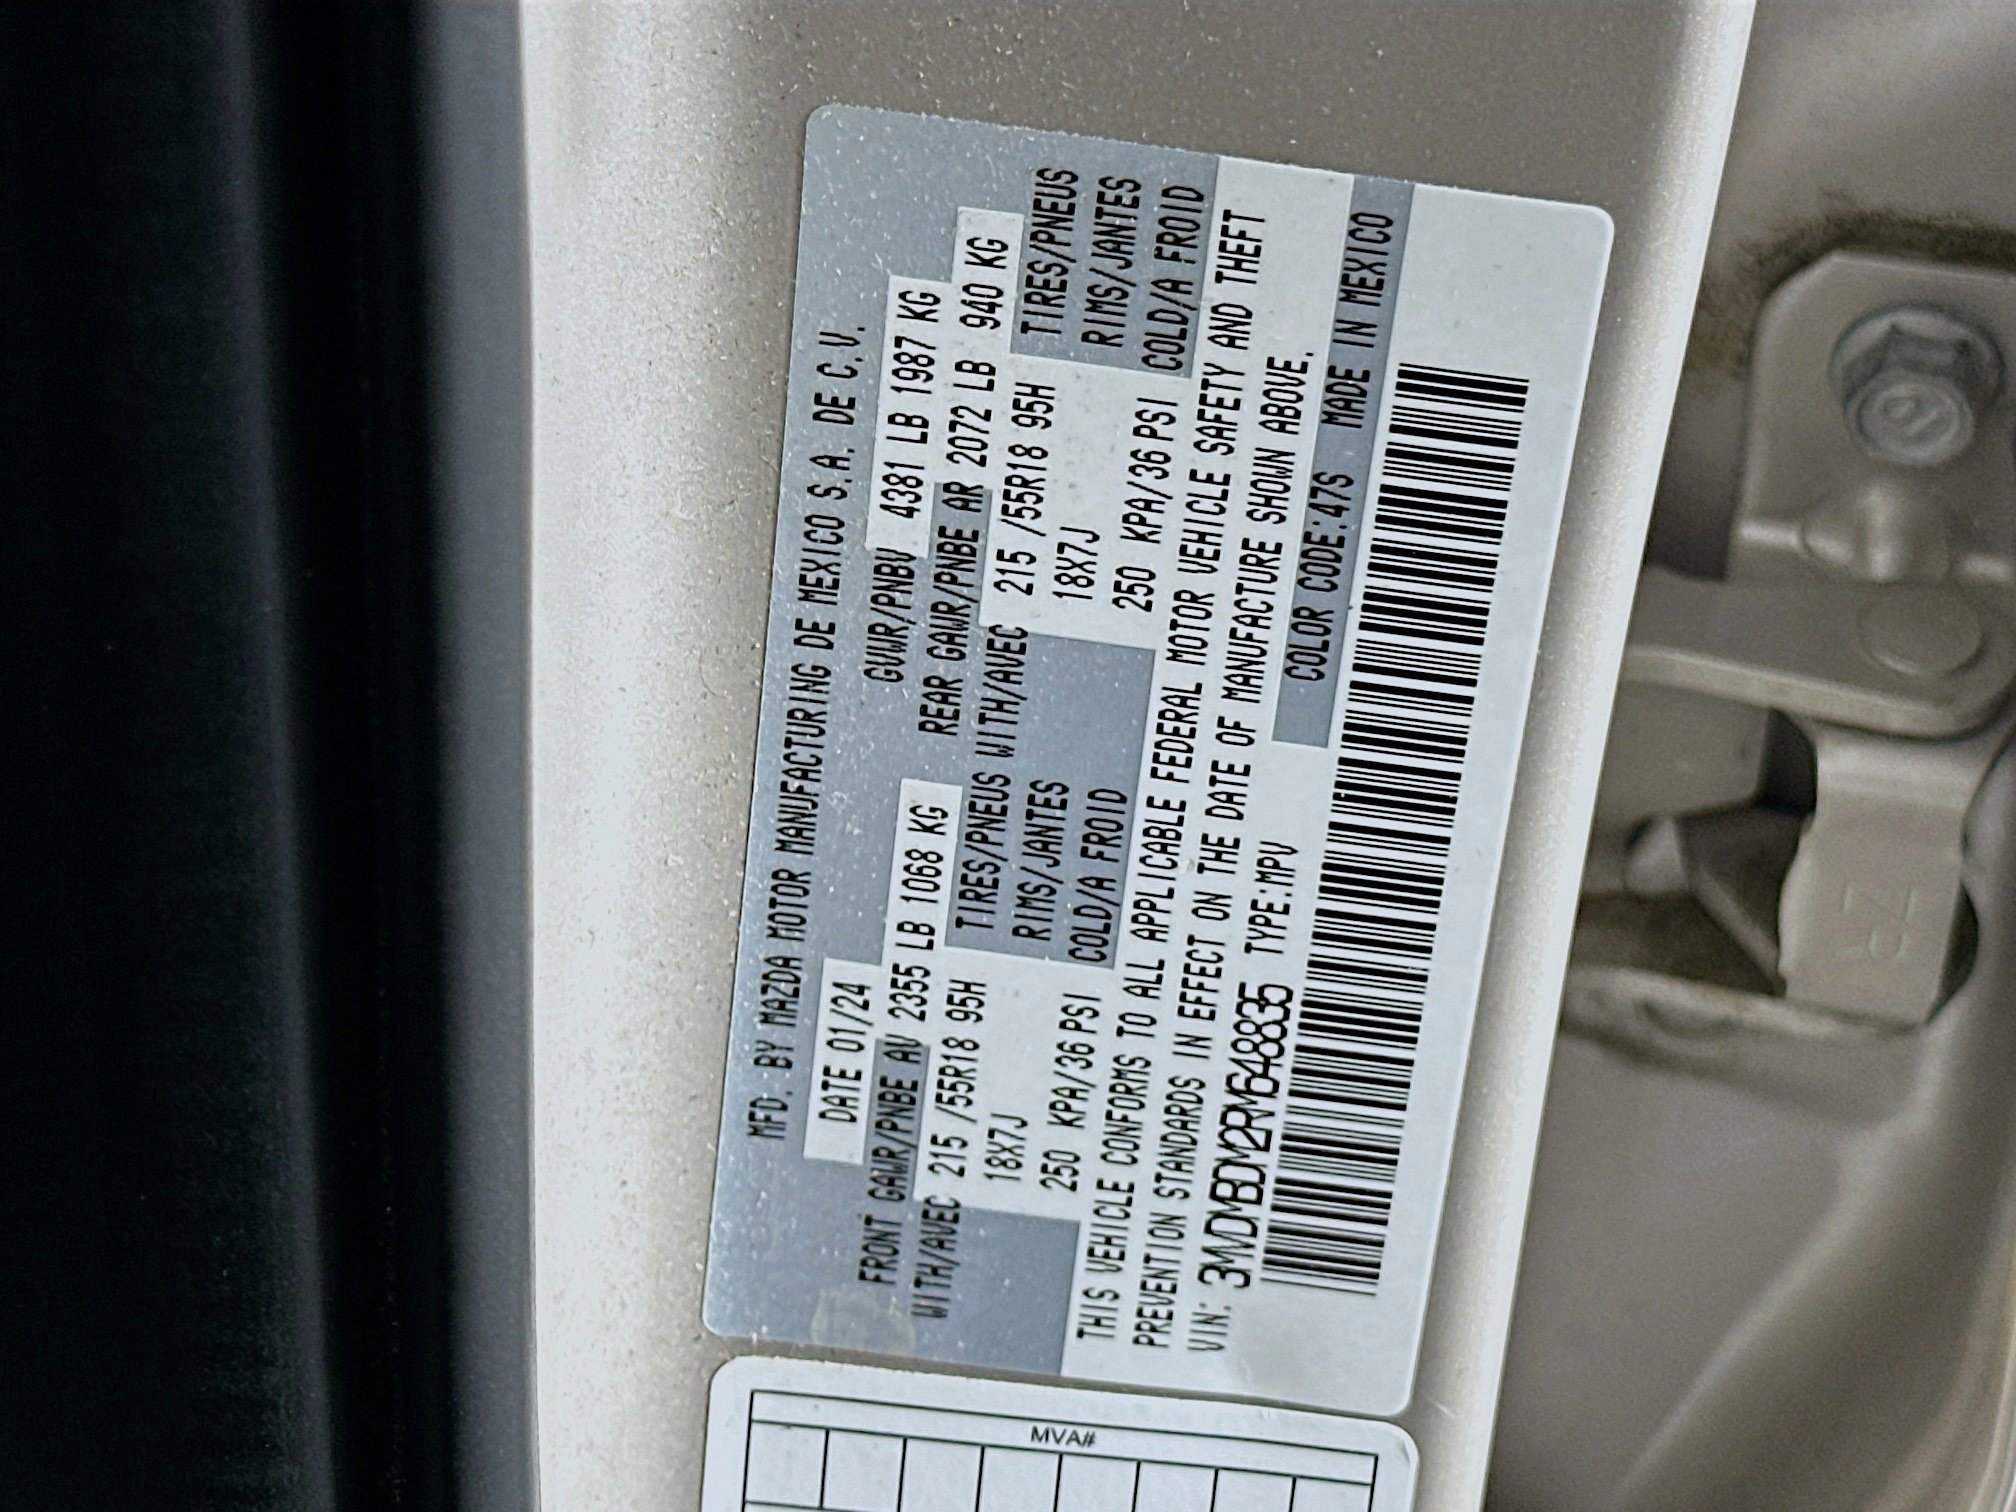 MFD. BY MAZDA MOTOR MANUFACTURING DE MEXICO S.A. DE C.V.
DATE 01/24 GVWR/PNBV 4381 LB 1987 KG
FRONT GAWR/PNBE AV 2355 LB 1068 KG REAR GAWR/PNBE AR 2072 LB 940 KG
WITH/AVEC 215 /55R18 95H TIRES/PNEUS WITH/AVEC 215 /55R18 95H TIRES/PNEUS
18X7J RIMS/JANTES 18X7J RIMS/JANTES
250 KPA/36 PSI COLD/A FROID 250 KPA/36 PSI COLD/A FROID
THIS VEHICLE CONFORMS TO ALL APPLICABLE FEDERAL MOTOR VEHICLE SAFETY AND THEFT
PREVENTION STANDARDS IN EFFECT ON THE DATE OF MANUFACTURE SHOWN ABOVE.
VIN: 3MVDMBDM2RM648835 TYPE:MPV COLOR CODE:47S MADE IN MEXICO
MVA#